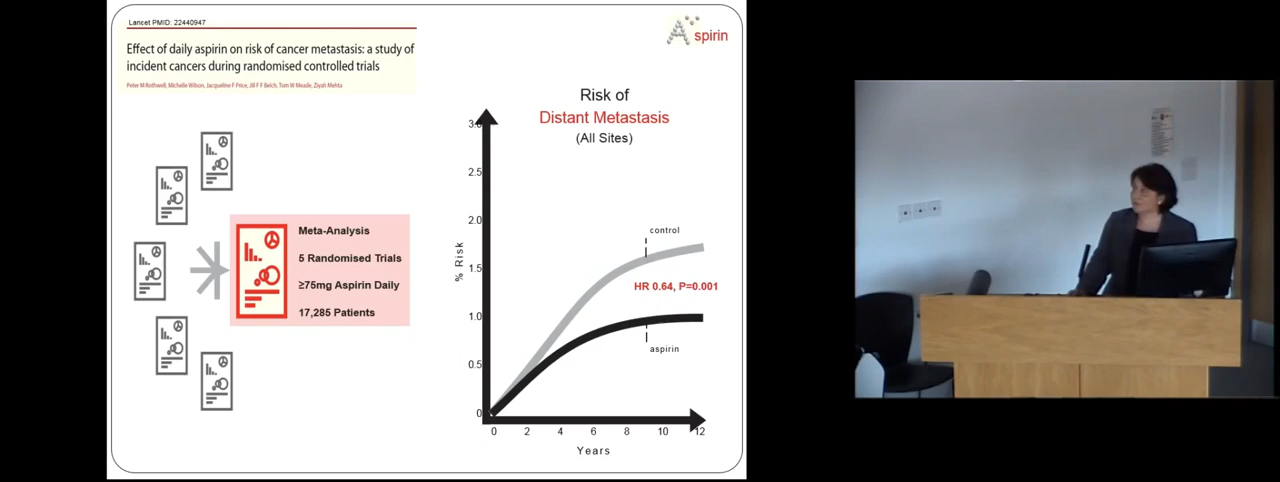 Lancet PMID: 22440947
Effect of daily aspirin on risk of cancer metastasis: a study of
incident cancers during randomised controlled trials
Peter M Rothwell, Michelle Wilson, Jacqueline F Price, Jill F F Belch, Tom W Meade, Ziyah Mehta
Aspirin
Meta-Analysis
5 Randomised Trials
≥75mg Aspirin Daily
17,285 Patients
Risk of
Distant Metastasis
(All Sites)
% Risk
3.0
2.5
2.0
1.5
1.0
0.5
0
control
HR 0.64, P=0.001
aspirin
0 2 4 6 8 10 12
Years